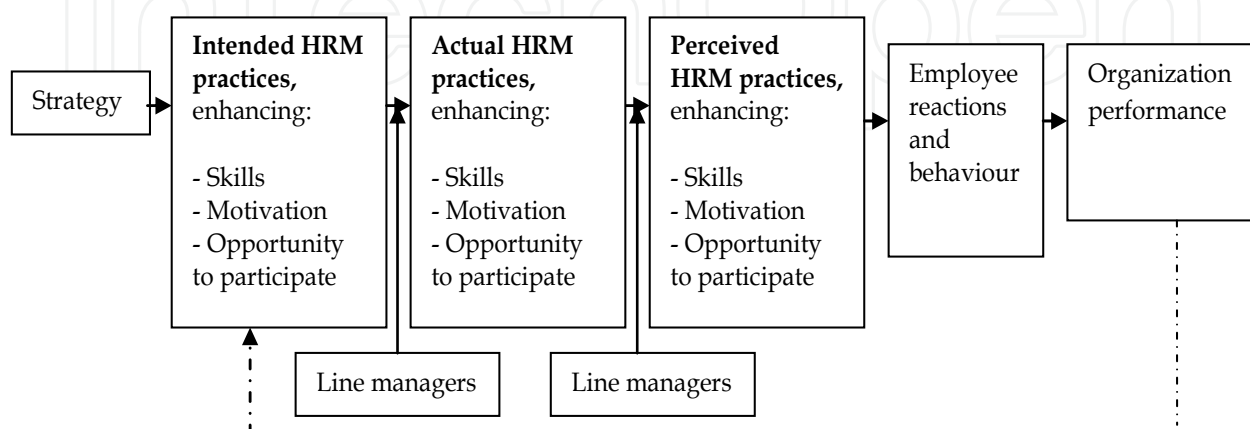 Strategy
Intended HRM
practices,
enhancing:
- Skills
- Motivation
- Opportunity
to participate
Actual HRM
practices,
enhancing:
- Skills
- Motivation
- Opportunity
to participate
Perceived
HRM practices,
enhancing:
- Skills
- Motivation
- Opportunity
to participate
Employee
reactions
and
behaviour
Organization
performance
Line managers
Line managers